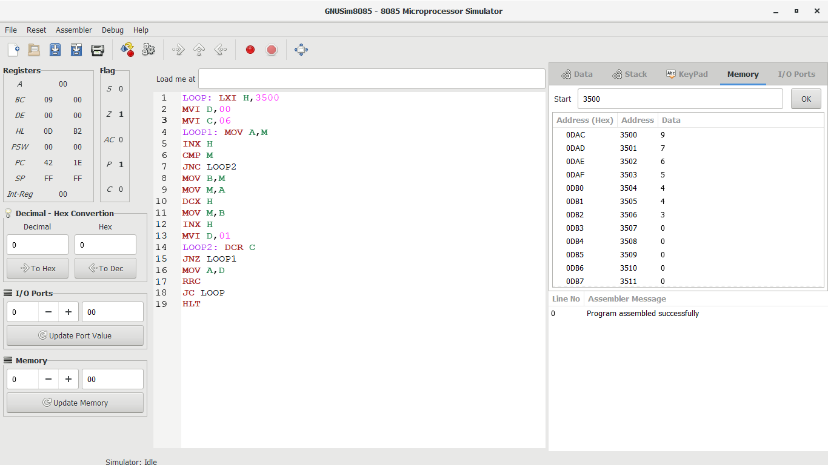 GNUSim8085 - 8085 Microprocessor Simulator
File Reset Assembler Debug Help
Registers
A 00
BC 09 00
DE 00 00
HL 0D B2
PSW 00 00
PC 42 1E
SP FF FF
Int-Reg 00
Flag
S 0
Z 1
AC 0
P 1
C 0
Decimal - Hex Convertion
Decimal Hex
0 0
To Hex To Dec
I/O Ports
0 − + 00
Update Port Value
Memory
0 − + 00
Update Memory
Load me at
1 LOOP: LXI H,3500
2 MVI D,00
3 MVI C,06
4 LOOP1: MOV A,M
5 INX H
6 CMP M
7 JNC LOOP2
8 MOV B,M
9 MOV M,A
10 DCX H
11 MOV M,B
12 INX H
13 MVI D,01
14 LOOP2: DCR C
15 JNZ LOOP1
16 MOV A,D
17 RRC
18 JC LOOP
19 HLT
Data Stack KeyPad Memory I/O Ports
Start 3500 OK
Address (Hex) Address Data
0DAC 3500 9
0DAD 3501 7
0DAE 3502 6
0DAF 3503 5
0DB0 3504 4
0DB1 3505 4
0DB2 3506 3
0DB3 3507 0
0DB4 3508 0
0DB5 3509 0
0DB6 3510 0
0DB7 3511 0
Line No Assembler Message
0 Program assembled successfully
Simulator: Idle